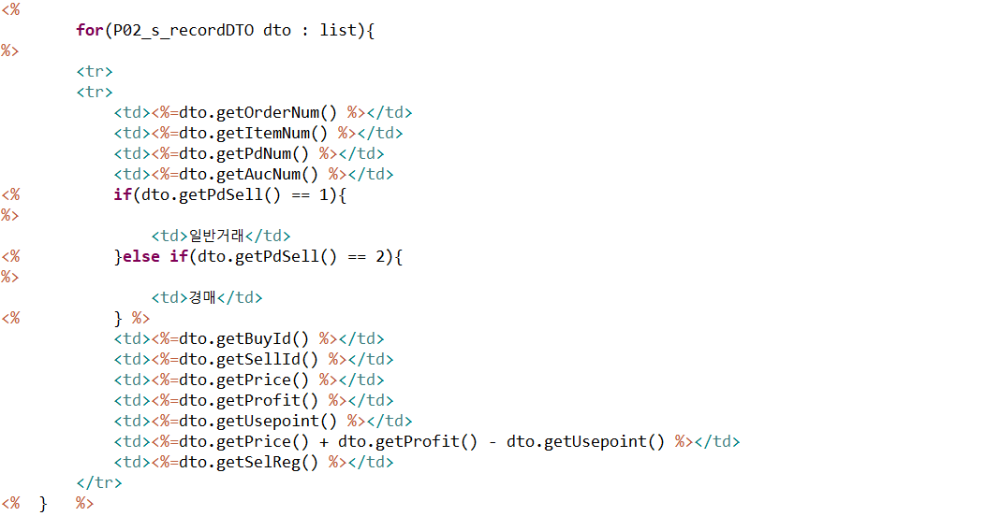 <%
for(P02_s_recordDTO dto : list){
%>
<tr>
<tr>
<td><%=dto.getOrderNum() %></td>
<td><%=dto.getItemNum() %></td>
<td><%=dto.getPdNum() %></td>
<td><%=dto.getAucNum() %></td>
<% if(dto.getPdSell() == 1){
%>
<td>일반거래</td>
<% }else if(dto.getPdSell() == 2){
%>
<td>경매</td>
<% } %>
<td><%=dto.getBuyId() %></td>
<td><%=dto.getSellId() %></td>
<td><%=dto.getPrice() %></td>
<td><%=dto.getProfit() %></td>
<td><%=dto.getUsepoint() %></td>
<td><%=dto.getPrice() + dto.getProfit() - dto.getUsepoint() %></td>
<td><%=dto.getSelReg() %></td>
</tr>
<% } %>